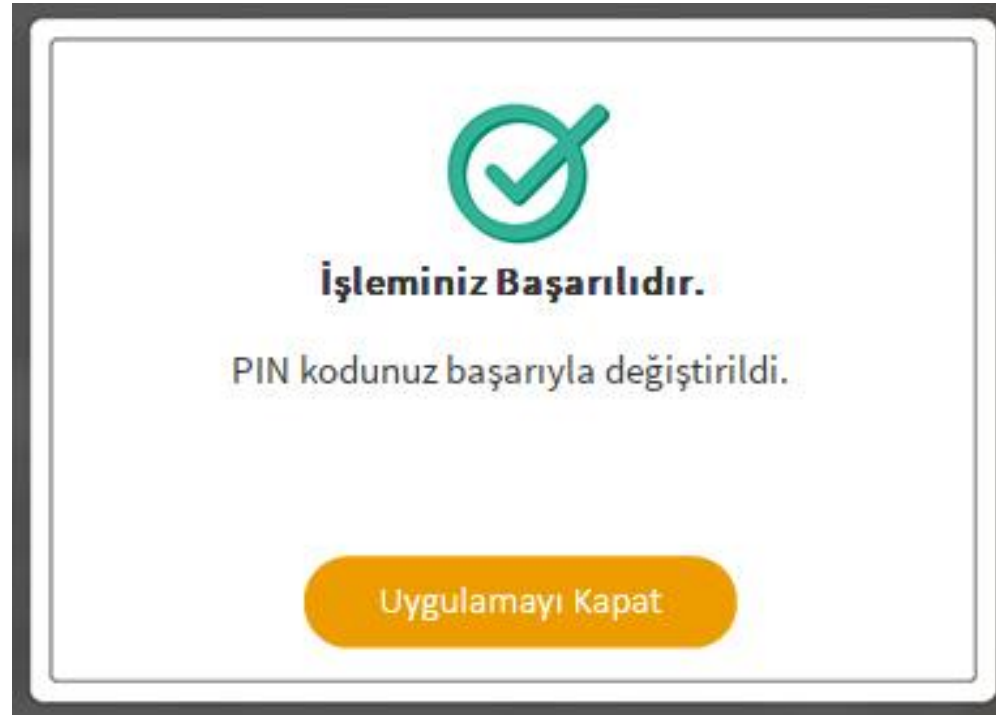 İşleminiz Başarılıdır.
PIN kodunuz başarıyla değiştirildi.
Uygulamayı Kapat